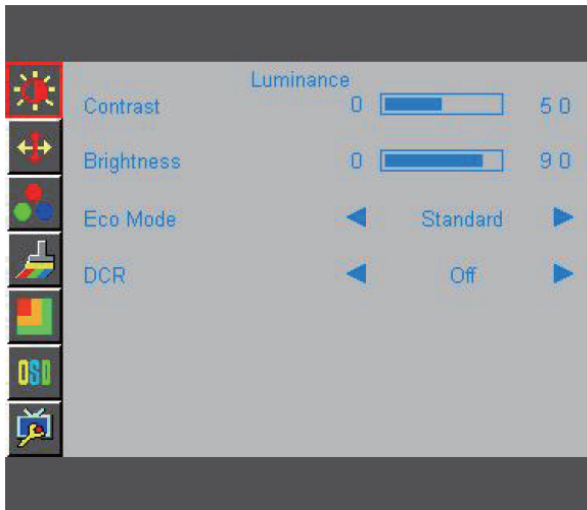 Luminance
Contrast 0 50
Brightness 0 90
Eco Mode Standard
DCR Off
OSD